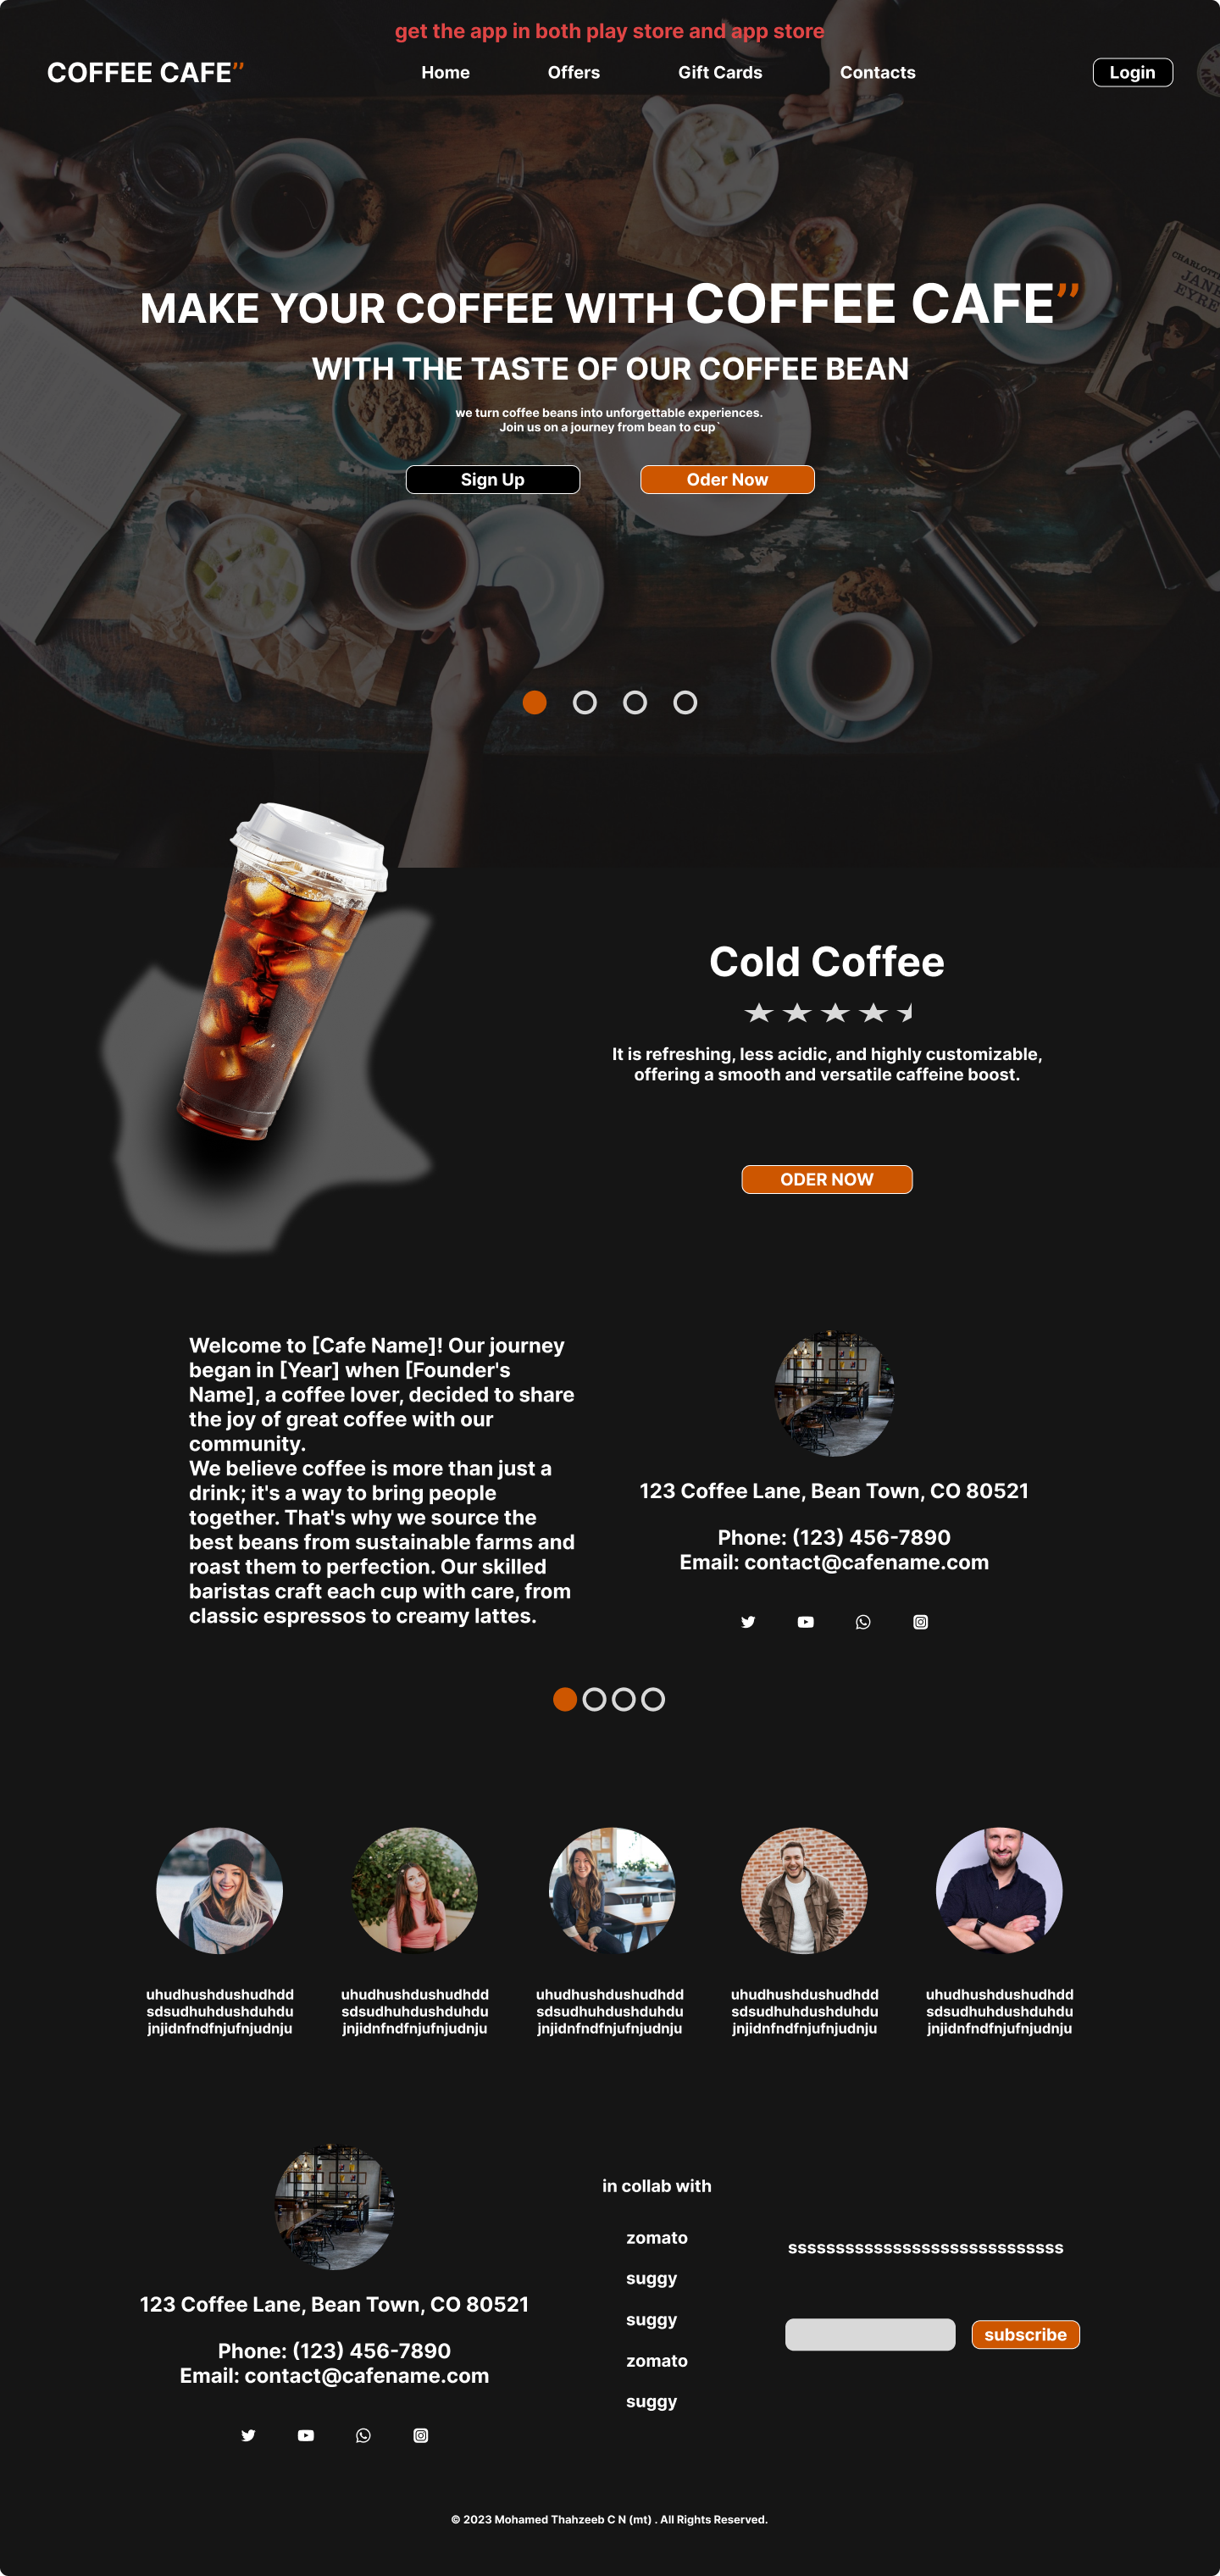 get the app in both play store and app store
COFFEE CAFE’’
Home
Offers
Gift Cards
Contacts
Login
CHARLOTTE
JANE
EYRE
MAKE YOUR COFFEE WITH COFFEE CAFE’’
WITH THE TASTE OF OUR COFFEE BEAN
we turn coffee beans into unforgettable experiences.
Join us on a journey from bean to cup`
Sign Up
Oder Now
Cold Coffee
It is refreshing, less acidic, and highly customizable,
offering a smooth and versatile caffeine boost.
ODER NOW
Welcome to [Cafe Name]! Our journey
began in [Year] when [Founder's
Name], a coffee lover, decided to share
the joy of great coffee with our
community.
We believe coffee is more than just a
drink; it's a way to bring people
together. That's why we source the
best beans from sustainable farms and
roast them to perfection. Our skilled
baristas craft each cup with care, from
classic espressos to creamy lattes.
123 Coffee Lane, Bean Town, CO 80521
Phone: (123) 456-7890
Email: contact@cafename.com
uhudhushdushudhdd
sdsudhuhdushduhdu
jnjidnfndfnjufnjudnju
uhudhushdushudhdd
sdsudhuhdushduhdu
jnjidnfndfnjufnjudnju
uhudhushdushudhdd
sdsudhuhdushduhdu
jnjidnfndfnjufnjudnju
uhudhushdushudhdd
sdsudhuhdushduhdu
jnjidnfndfnjufnjudnju
uhudhushdushudhdd
sdsudhuhdushduhdu
jnjidnfndfnjufnjudnju
123 Coffee Lane, Bean Town, CO 80521
Phone: (123) 456-7890
Email: contact@cafename.com
in collab with
zomato
suggy
suggy
zomato
suggy
sssssssssssssssssssssssssssss
subscribe
© 2023 Mohamed Thahzeeb C N (mt) . All Rights Reserved.